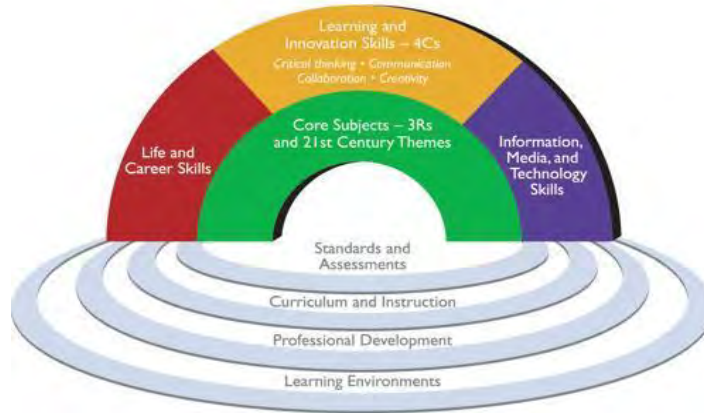 Learning and
Innovation Skills – 4Cs
Critical thinking • Communication
Collaboration • Creativity
Core Subjects – 3Rs
and 21st Century Themes
Life and
Career Skills
Information,
Media, and
Technology
Skills
Standards and
Assessments
Curriculum and Instruction
Professional Development
Learning Environments